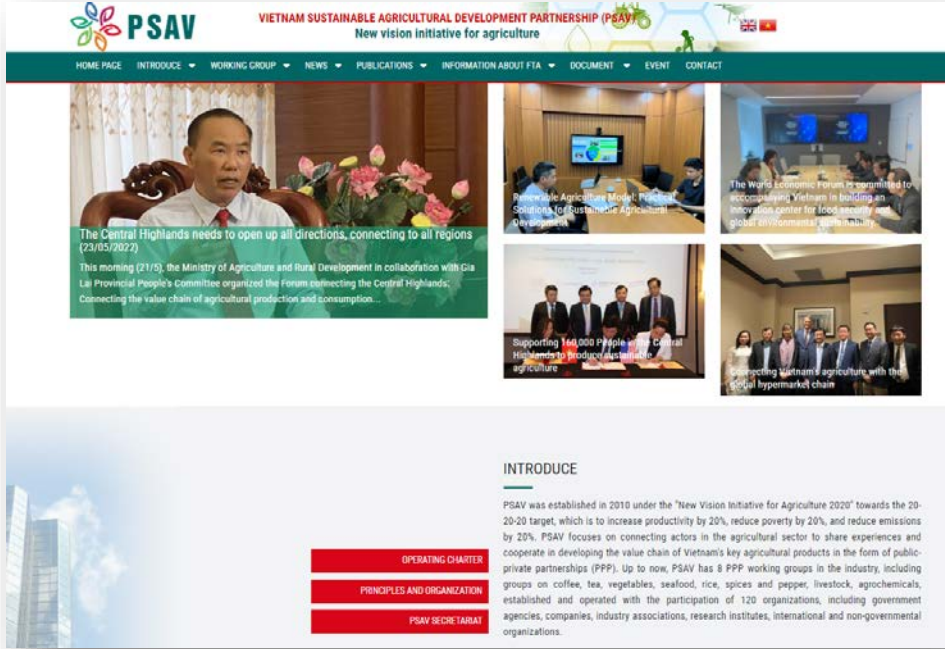 PSAV
VIETNAM SUSTAINABLE AGRICULTURAL DEVELOPMENT PARTNERSHIP (PSAV)
New vision initiative for agriculture
HOME PAGE INTRODUCE WORKING GROUP NEWS PUBLICATIONS INFORMATION ABOUT FTA DOCUMENT EVENT CONTACT
The Central Highlands needs to open up all directions, connecting to all regions
(23/05/2022)
This morning (21/5), the Ministry of Agriculture and Rural Development in collaboration with Gia
Lai Provincial People's Committee organized the Forum connecting the Central Highlands:
Connecting the value chain of agricultural production and consumption...
Renewable Agriculture Model: Practical
Solutions for Sustainable Agricultural
Development
The World Economic Forum is committed to
accompanying Vietnam in building an
innovation center for food security and
global environmental sustainability.
Supporting 160,000 People in the Central
Highlands to produce sustainable
agriculture
Connecting Vietnam's agriculture with the
global hypermarket chain
OPERATING CHARTER
PRINCIPLES AND ORGANIZATION
PSAV SECRETARIAT
INTRODUCE
PSAV was established in 2010 under the "New Vision Initiative for Agriculture 2020" towards the 20-
20-20 target, which is to increase productivity by 20%, reduce poverty by 20%, and reduce emissions
by 20%. PSAV focuses on connecting actors in the agricultural sector to share experiences and
cooperate in developing the value chain of Vietnam's key agricultural products in the form of public-
private partnerships (PPP). Up to now, PSAV has 8 PPP working groups in the industry, including
groups on coffee, tea, vegetables, seafood, rice, spices and pepper, livestock, agrochemicals,
established and operated with the participation of 120 organizations, including government
agencies, companies, industry associations, research institutes, international and non-governmental
organizations.